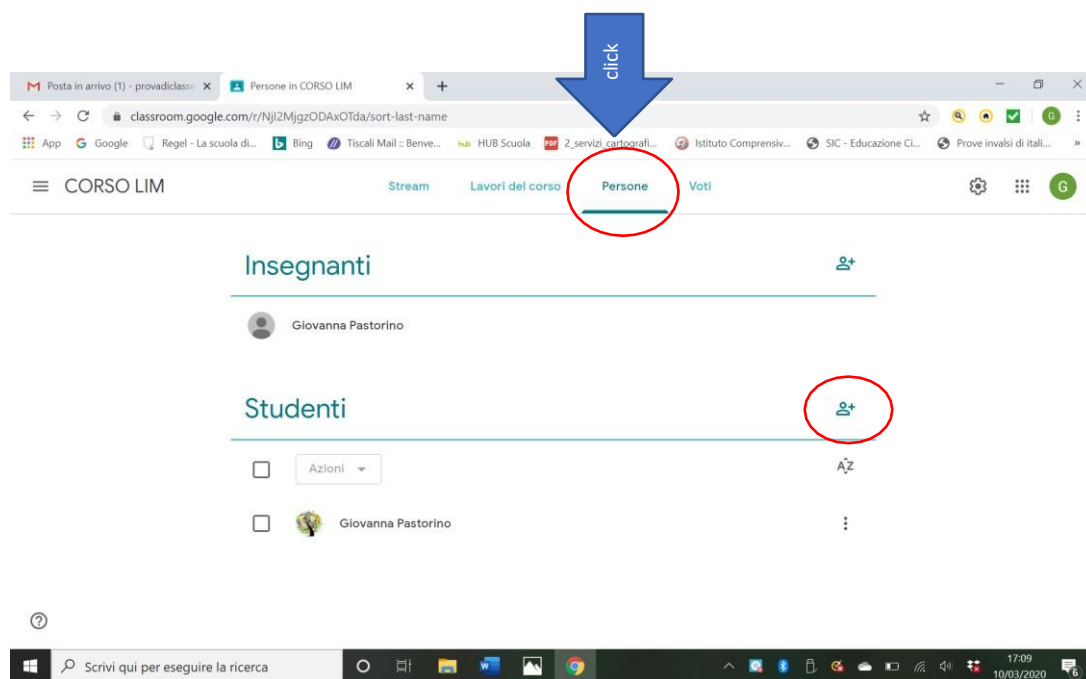 click
Posta in arrivo (1) - provadiclasse
Persone in CORSO LIM
classroom.google.com/r/NjI2MjgzODAxOTda/sort-last-name
App Google Regel - La scuola di... Bing Tiscali Mail :: Benve... HUB Scuola PDF 2_servizi_cartografi... Istituto Comprensiv... SIC - Educazione Ci... Prove invalsi di itali... »
CORSO LIM Stream Lavori del corso Persone Voti G
Insegnanti
Giovanna Pastorino
Studenti
Azioni AZ
Giovanna Pastorino
Scrivi qui per eseguire la ricerca
17:09
10/03/2020
6